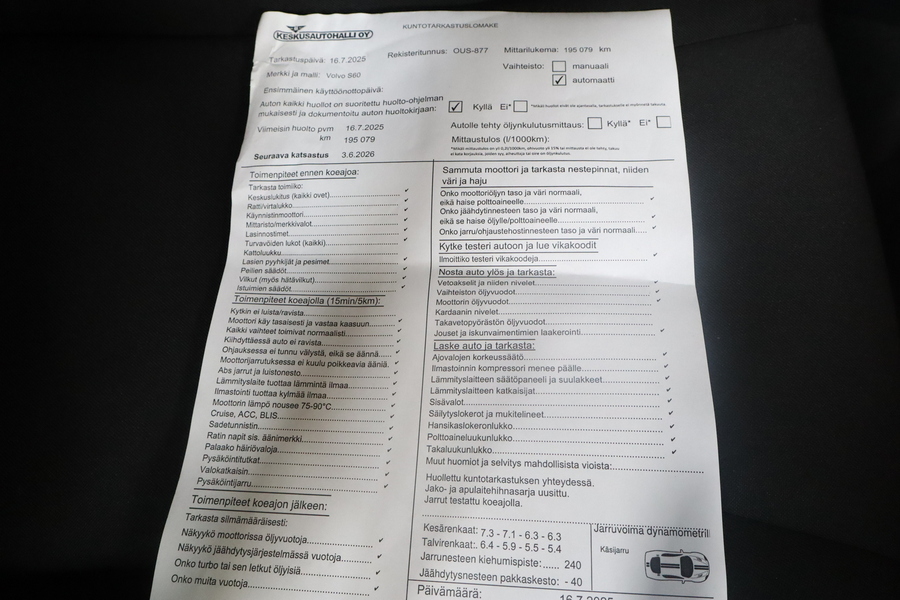 KESKUSAUTOHALLI OY
KUNTOTARKASTUSLOMAKE
Tarkastuspäivä: 16.7.2025
Rekisteritunnus: OUS-877
Mittarilukema: 195 079 km
Merkki ja malli: Volvo S60
Vaihteisto: manuaali
automaatti
Ensimmäinen käyttöönottopäivä:
Auton kaikki huollot on suoritettu huolto-ohjelman
mukaisesti ja dokumentoitu auton huoltokirjaan:
Kyllä Ei*
Viimeisin huolto pvm 16.7.2025
km 195 079
Autolle tehty öljynkulutusmittaus: Kyllä* Ei*
Mittaustulos (l/1000km):
Seuraava katsastus 3.6.2026
Toimenpiteet ennen koeajoa:
Tarkasta toimiiko:
Keskuslukitus (kaikki ovet)
Ratti/virtalukko
Käynnistinmoottori
Mittaristo/merkkivalot
Lasinnostimet
Turvavöiden lukot (kaikki)
Kattoluukku
Lasien pyyhkijät ja pesimet
Peilien säädöt
Vilkut (myös hätävilkut)
Istuimien säädöt
Toimenpiteet koeajolla (15min/5km):
Kytkin ei luista/ravista
Moottori käy tasaisesti ja vastaa kaasuun
Kaikki vaihteet toimivat normaalisti
Kiihdyttäessä auto ei ravista
Ohjauksessa ei tunnu välystä, eikä se äännä
Moottorijarrutuksessa ei kuulu poikkeavia ääniä.
Abs jarrut ja luistonesto
Lämmityslaite tuottaa lämmintä ilmaa
Ilmastointi tuottaa kylmää ilmaa
Moottorin lämpö nousee 75-90°C
Cruise, ACC, BLIS
Sadetunnistin
Ratin napit sis. äänimerkki
Palaako häiriövaloja
Pysäköintitutkat
Valokatkaisin
Pysäköintijarru
Toimenpiteet koeajon jälkeen:
Tarkasta silmämääräisesti:
Näkyykö moottorissa öljyvuotoja
Näkyykö jäähdytysjärjestelmässä vuotoja
Onko turbo tai sen letkut öljyisiä
Onko muita vuotoja
Sammuta moottori ja tarkasta nestepinnat, niiden
väri ja haju
Onko moottoriöljyn taso ja väri normaali,
eikä haise polttoaineelle
Onko jäähdytinnesteen taso ja väri normaali,
eikä se haise öljylle/polttoaineelle
Onko jarru/ohjaustehostinnesteen taso ja väri normaali
Kytke testeri autoon ja lue vikakoodit
Ilmoittiko testeri vikakoodeja
Nosta auto ylös ja tarkasta:
Vetoakselit ja niiden nivelet
Vaihteiston öljyvuodot
Moottorin öljyvuodot
Kardaanin nivelet
Takavetopyörästön öljyvuodot
Jouset ja iskunvaimentimien laakerointi
Laske auto ja tarkasta:
Ajovalojen korkeussäätö
Ilmastoinnin kompressori menee päälle
Lämmityslaitteen säätöpaneeli ja suulakkeet
Lämmityslaitteen katkaisijat
Sisävalot
Säilytyslokerot ja mukitelineet
Hansikaslokeronlukko
Polttoaineluukunlukko
Takaluukunlukko
Muut huomiot ja selvitys mahdollisista vioista:
Huollettu kuntotarkastuksen yhteydessä.
Jako- ja apulaitehihnasarja uusittu.
Jarrut testattu koeajolla.
Kesärenkaat: 7.3 - 7.1 - 6.3 - 6.3
Talvirenkaat: 6.4 - 5.9 - 5.5 - 5.4
Jarrunesteen kiehumispiste: 240
Jäähdytysnesteen pakkaskesto: - 40
Jarruvoima dynamometril
Käsijarru
Päivämäärä: 16.7.2025